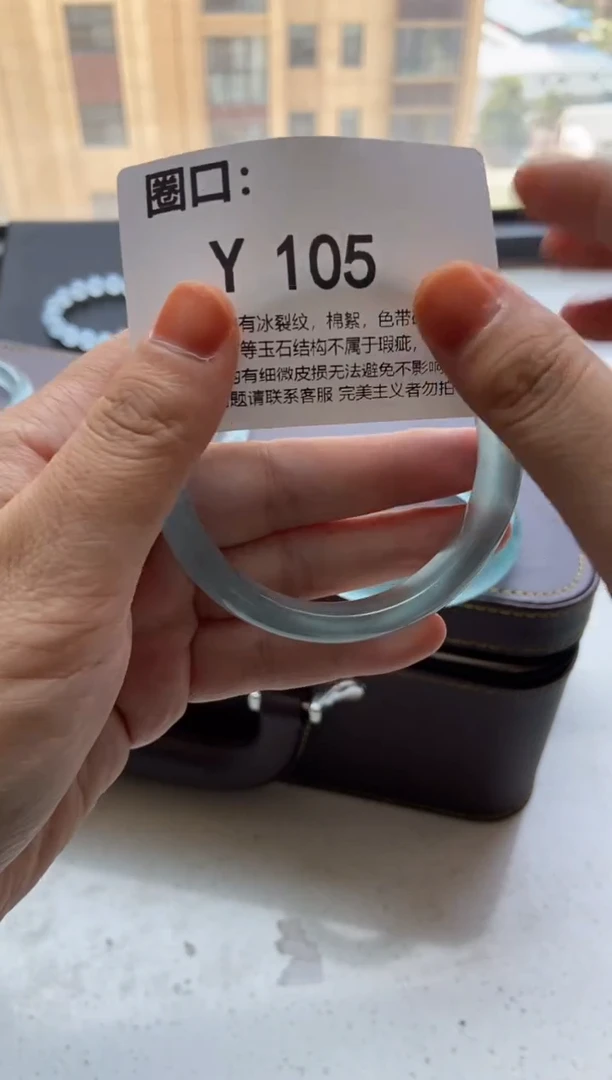 圈口：
Y 105
有冰裂纹，棉絮，色带
等玉石结构不属于瑕疵，
有细微皮损无法避免不影响
题请联系客服 完美主义者勿拍